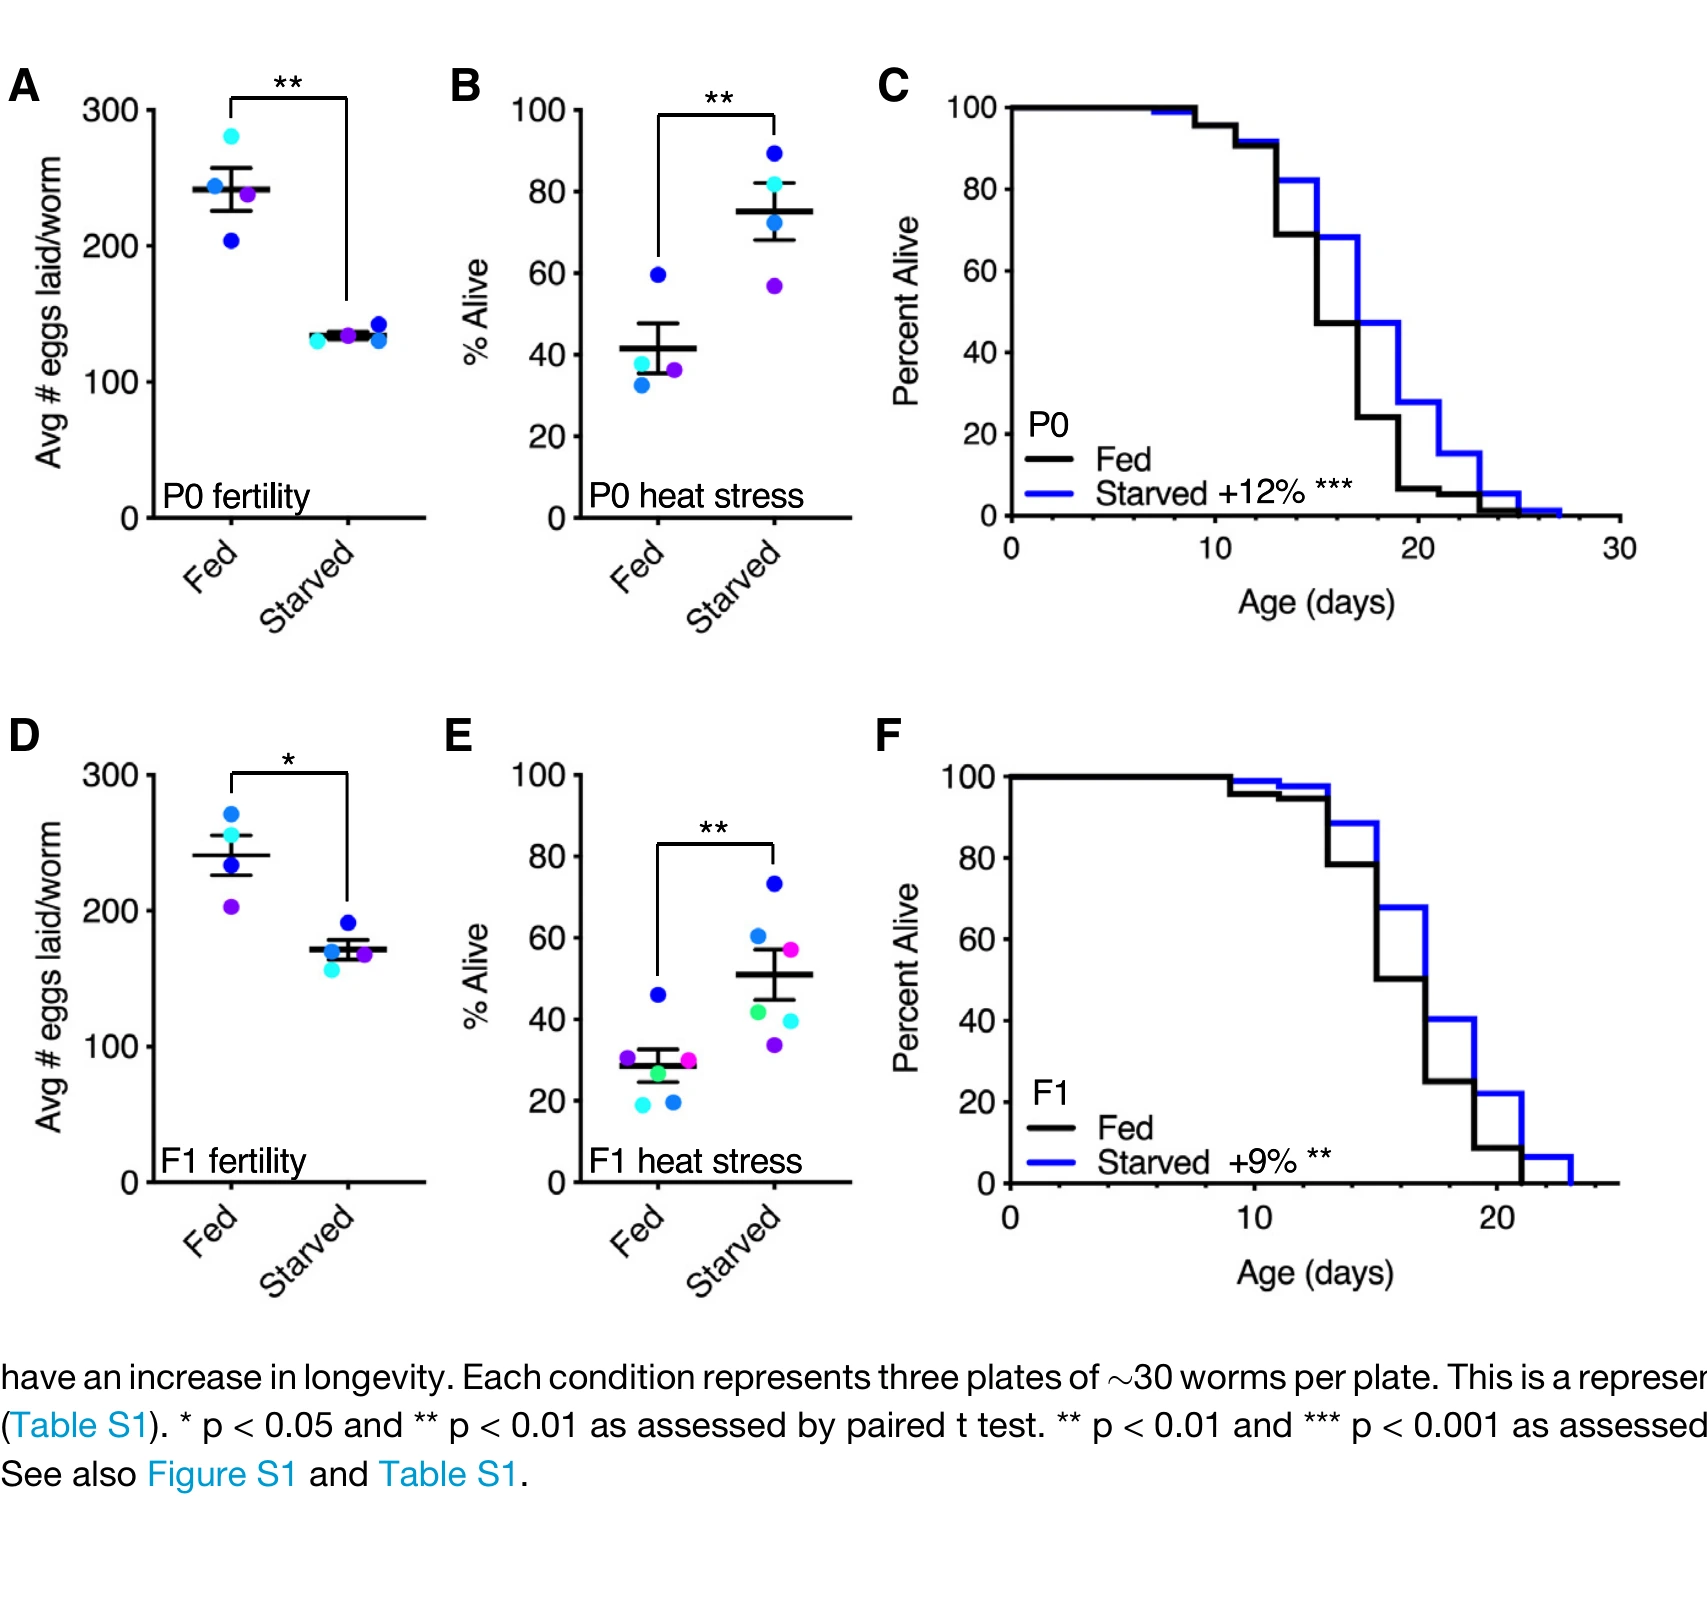 A
**
300
200
100
0
Avg # eggs laid/worm
P0 fertility
Fed
Starved
B
**
100
80
60
40
20
0
% Alive
P0 heat stress
Fed
Starved
C
100
80
60
40
20
0
Percent Alive
P0
Fed
Starved +12% ***
0 10 20 30
Age (days)
D
*
300
200
100
0
Avg # eggs laid/worm
F1 fertility
Fed
Starved
E
**
100
80
60
40
20
0
% Alive
F1 heat stress
Fed
Starved
F
100
80
60
40
20
0
Percent Alive
F1
Fed
Starved +9% **
0 10 20
Age (days)
have an increase in longevity. Each condition represents three plates of ~30 worms per plate. This is a represer
(Table S1). * p < 0.05 and ** p < 0.01 as assessed by paired t test. ** p < 0.01 and *** p < 0.001 as assessed
See also Figure S1 and Table S1.